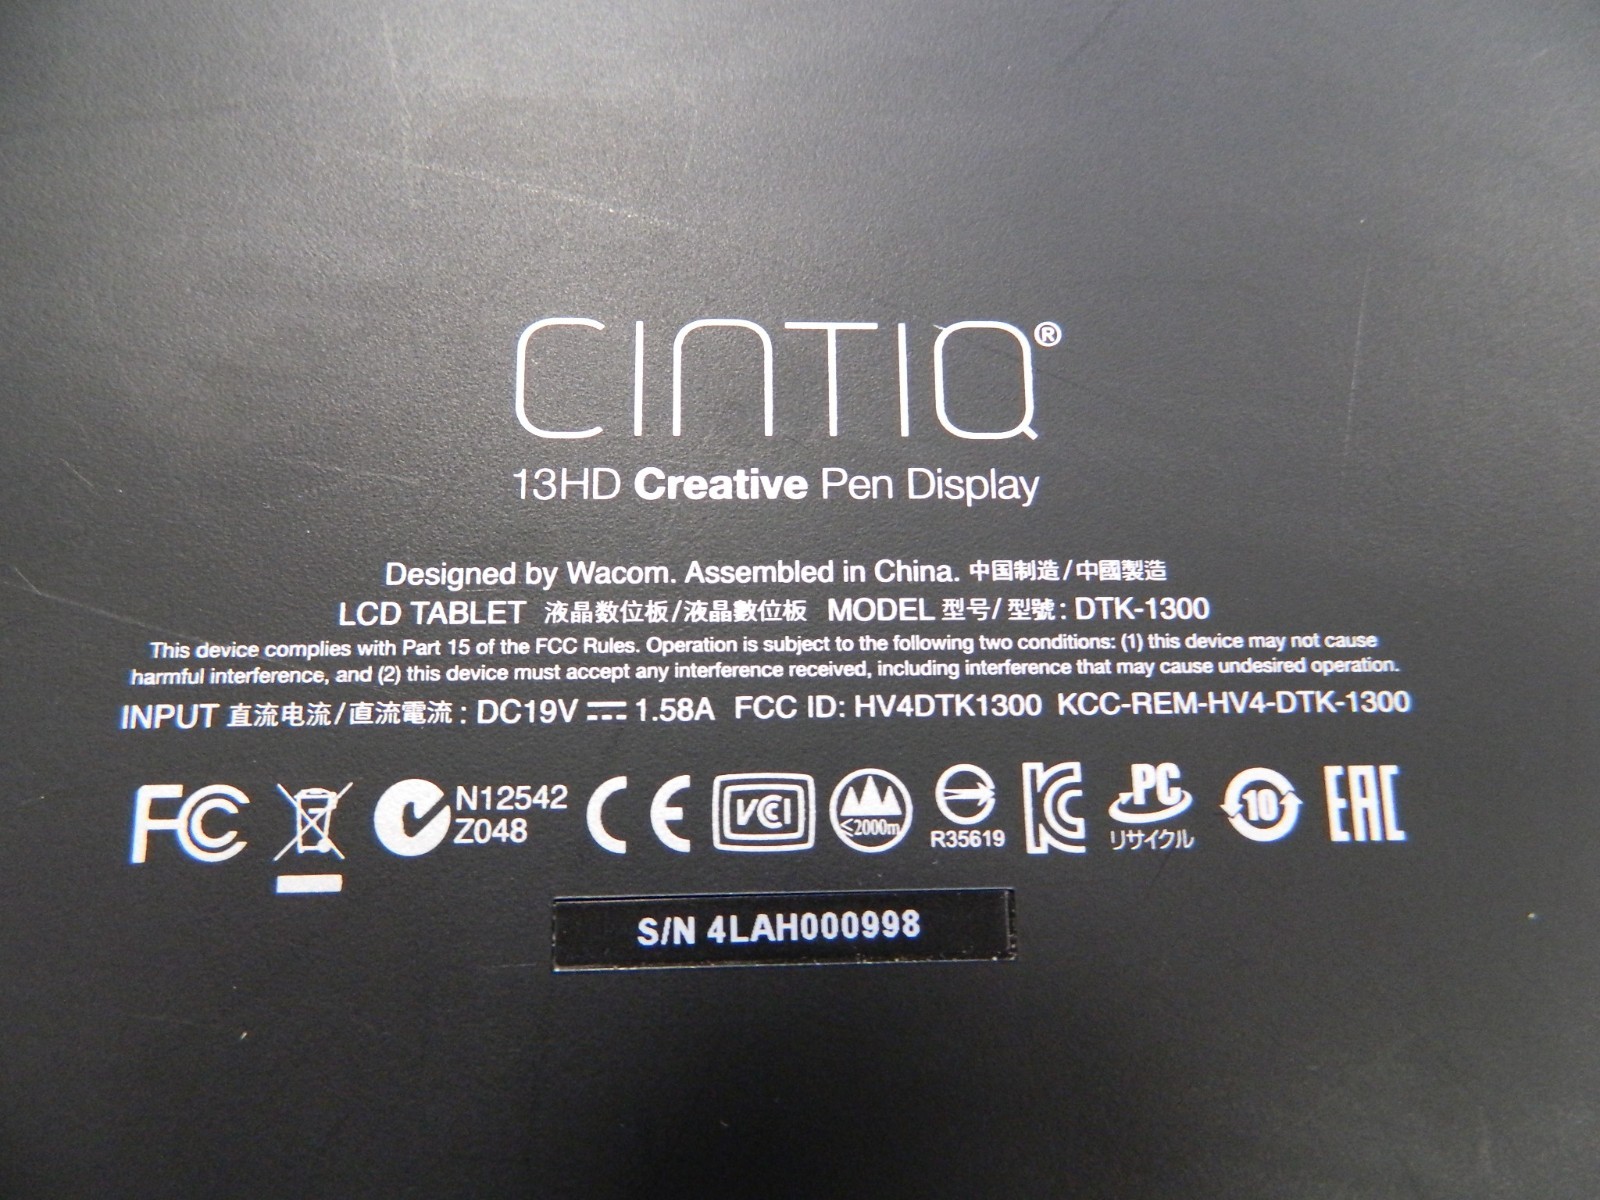 CINTIQ®
13HD Creative Pen Display
Designed by Wacom. Assembled in China. 中国制造/中國製造
LCD TABLET 液晶数位板/液晶數位板 MODEL 型号/型號: DTK-1300
This device complies with Part 15 of the FCC Rules. Operation is subject to the following two conditions: (1) this device may not cause
harmful interference, and (2) this device must accept any interference received, including interference that may cause undesired operation.
INPUT 直流电流/直流電流: DC19V ⎓ 1.58A FCC ID: HV4DTK1300 KCC-REM-HV4-DTK-1300
FC N12542 CE VCI ≤2000m R35619 KC PC 10 EAC
Z048 リサイクル
S/N 4LAH000998